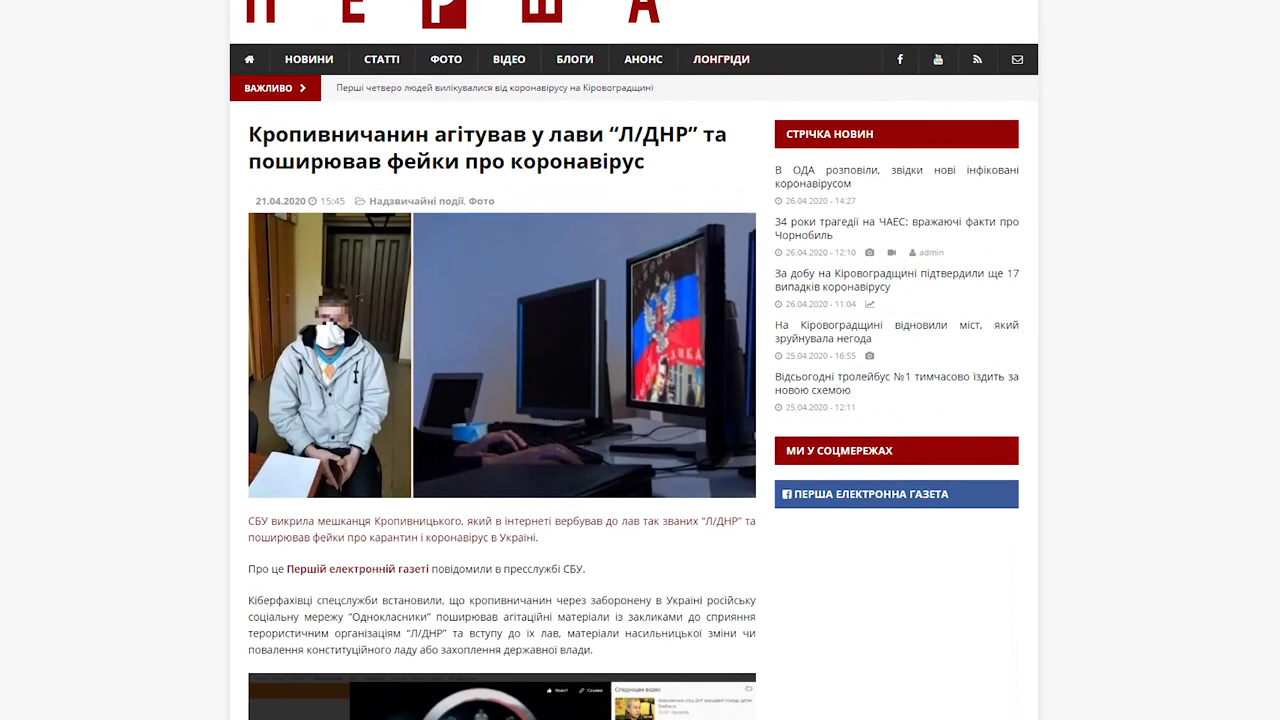 ПЕРША
НОВИНИ СТАТТІ ФОТО ВІДЕО БЛОГИ АНОНС ЛОНГРІДИ
ВАЖЛИВО Перші четверо людей вилікувалися від коронавірусу на Кіровоградщині
Кропивничанин агітував у лави “Л/ДНР” та
поширював фейки про коронавірус
21.04.2020 15:45 Надзвичайні події, Фото
СБУ викрила мешканця Кропивницького, який в інтернеті вербував до лав так званих “Л/ДНР” та
поширював фейки про карантин і коронавірус в Україні.
Про це Першій електронній газеті повідомили в пресслужбі СБУ.
Кіберфахівці спецслужби встановили, що кропивничанин через заборонену в Україні російську
соціальну мережу “Однокласники” поширював агітаційні матеріали із закликами до сприяння
терористичним організаціям “Л/ДНР” та вступу до їх лав, матеріали насильницької зміни чи
повалення конституційного ладу або захоплення державної влади.
Класс! Ссылка Следующее видео
СТРІЧКА НОВИН
В ОДА розповіли, звідки нові інфіковані
коронавірусом
26.04.2020 - 14:27
34 роки трагедії на ЧАЕС: вражаючі факти про
Чорнобиль
26.04.2020 - 12:10 admin
За добу на Кіровоградщині підтвердили ще 17
випадків коронавірусу
26.04.2020 - 11:04
На Кіровоградщині відновили міст, який
зруйнувала негода
25.04.2020 - 16:55
Відсьогодні тролейбус №1 тимчасово їздить за
новою схемою
25.04.2020 - 12:11
МИ У СОЦМЕРЕЖАХ
ПЕРША ЕЛЕКТРОННА ГАЗЕТА